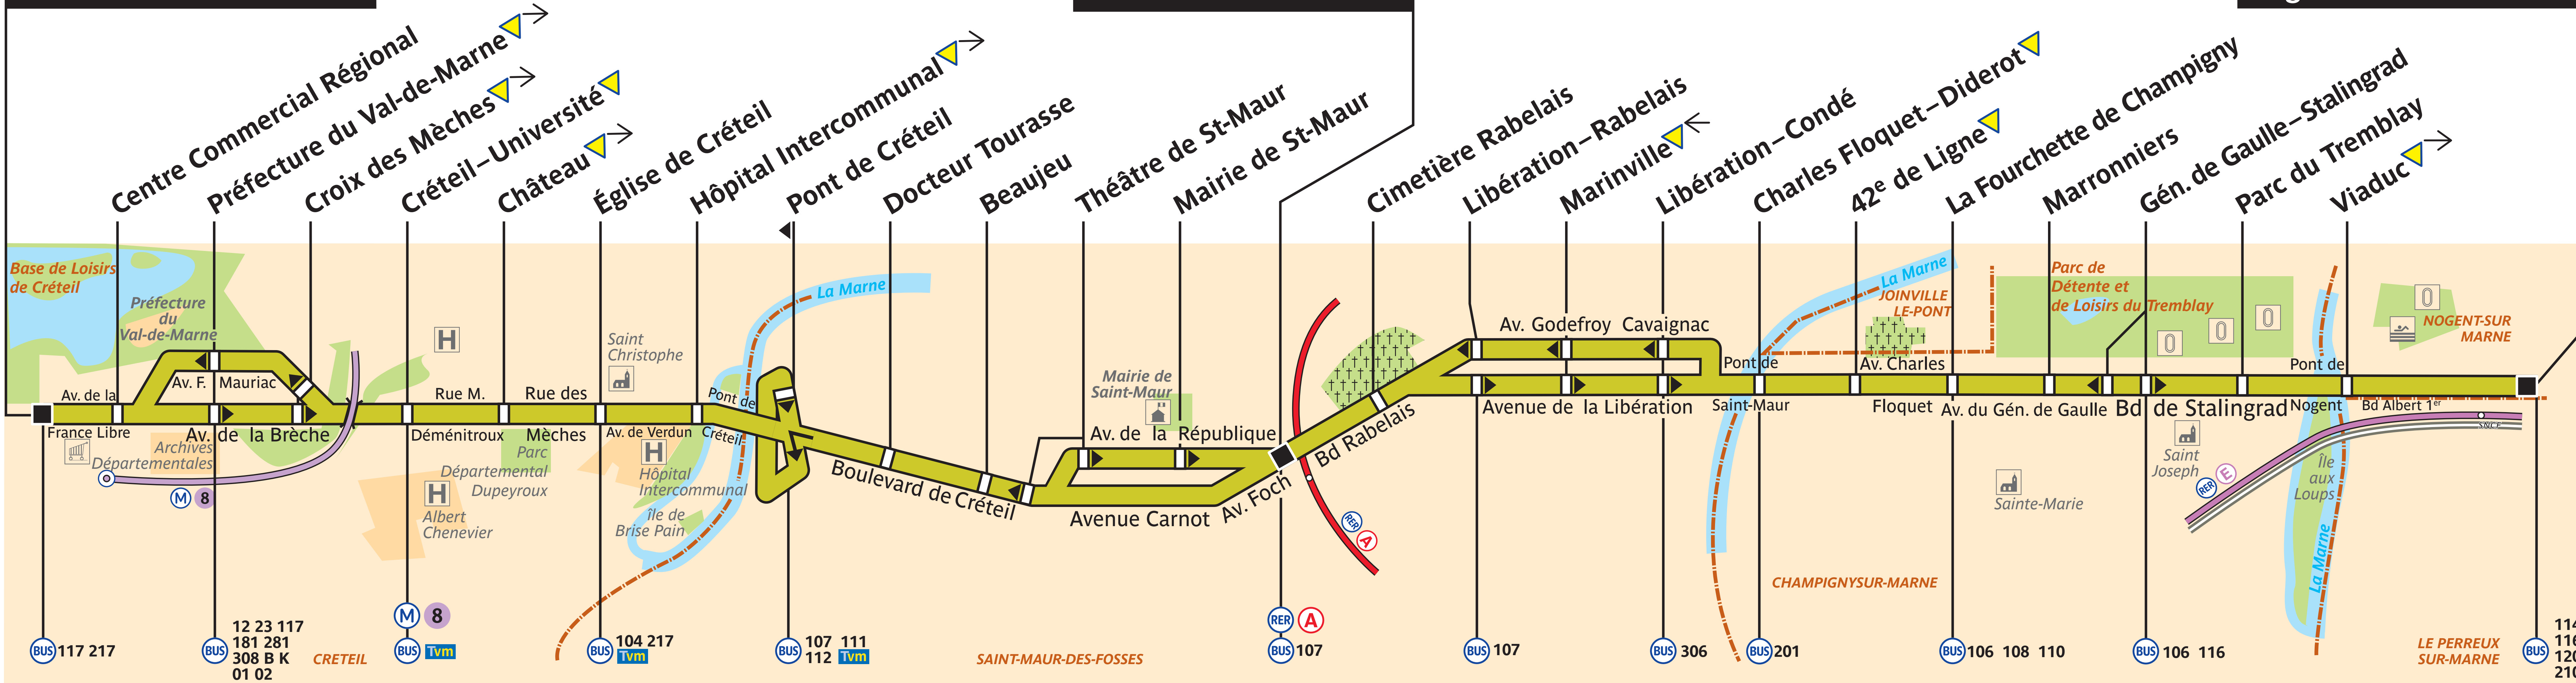 Centre Commercial Régional
Préfecture du Val-de-Marne
Croix des Mèches
Créteil–Université
Château
Église de Créteil
Hôpital Intercommunal
Pont de Créteil
Docteur Tourasse
Beaujeu
Théâtre de St-Maur
Mairie de St-Maur
Cimetière Rabelais
Libération–Rabelais
Marinville
Libération–Condé
Charles Floquet–Diderot
42e de Ligne
La Fourchette de Champigny
Marronniers
Gén. de Gaulle–Stalingrad
Parc du Tremblay
Viaduc
Base de Loisirs
de Créteil
Préfecture
du
Val-de-Marne
Av. de la
France Libre
Av. F. Mauriac
Av. de la Brèche
Archives
Départementales
M 8
H
Rue M.
Déménitroux
Rue des
Mèches
Parc
Départemental
Dupeyroux
H
Albert
Chenevier
Saint
Christophe
Av. de Verdun
H
Hôpital
Intercommunal
île de
Brise Pain
Pont de
Créteil
La Marne
Boulevard de Créteil
Mairie de
Saint-Maur
Av. de la République
Avenue Carnot
Av. Foch
Bd Rabelais
RER A
Av. Godefroy Cavaignac
Avenue de la Libération
Pont de
Saint-Maur
La Marne
JOINVILLE
LE-PONT
Av. Charles
Floquet
Av. du Gén. de Gaulle
Parc de
Détente et
de Loisirs du Tremblay
Bd de Stalingrad
Saint
Joseph
Sainte-Marie
RER E
Pont de
Nogent
Île
aux
Loups
La Marne
Bd Albert 1er
SNCF
NOGENT-SUR
MARNE
CHAMPIGNYSUR-MARNE
LE PERREUX
SUR-MARNE
CRETEIL
SAINT-MAUR-DES-FOSSES
BUS 117 217
BUS 12 23 117
181 281
308 B K
01 02
M 8
BUS Tvm
BUS 104 217
Tvm
BUS 107 111
112 Tvm
RER A
BUS 107
BUS 107
BUS 306
BUS 201
BUS 106 108 110
BUS 106 116
BUS 114
116
120
210